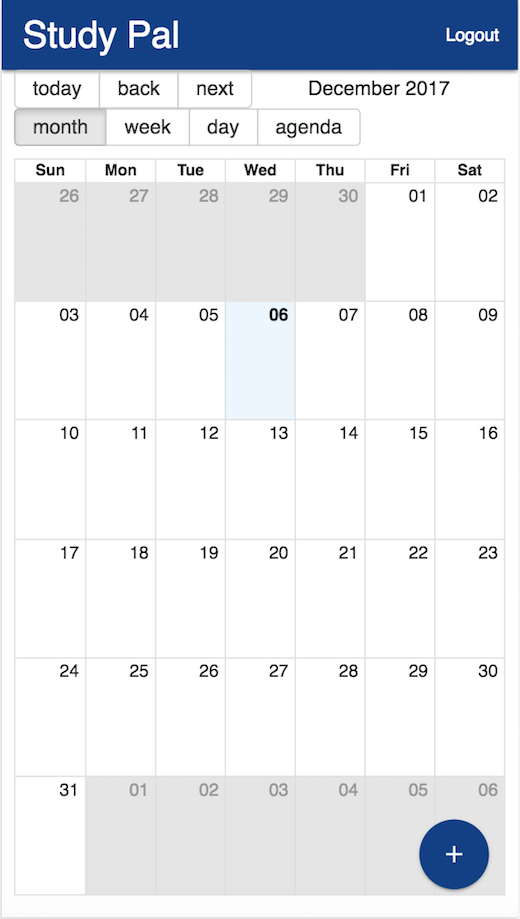 Study Pal Logout
today back next December 2017
month week day agenda
Sun Mon Tue Wed Thu Fri Sat
26 27 28 29 30 01 02
03 04 05 06 07 08 09
10 11 12 13 14 15 16
17 18 19 20 21 22 23
24 25 26 27 28 29 30
31 01 02 03 04 05 06
+